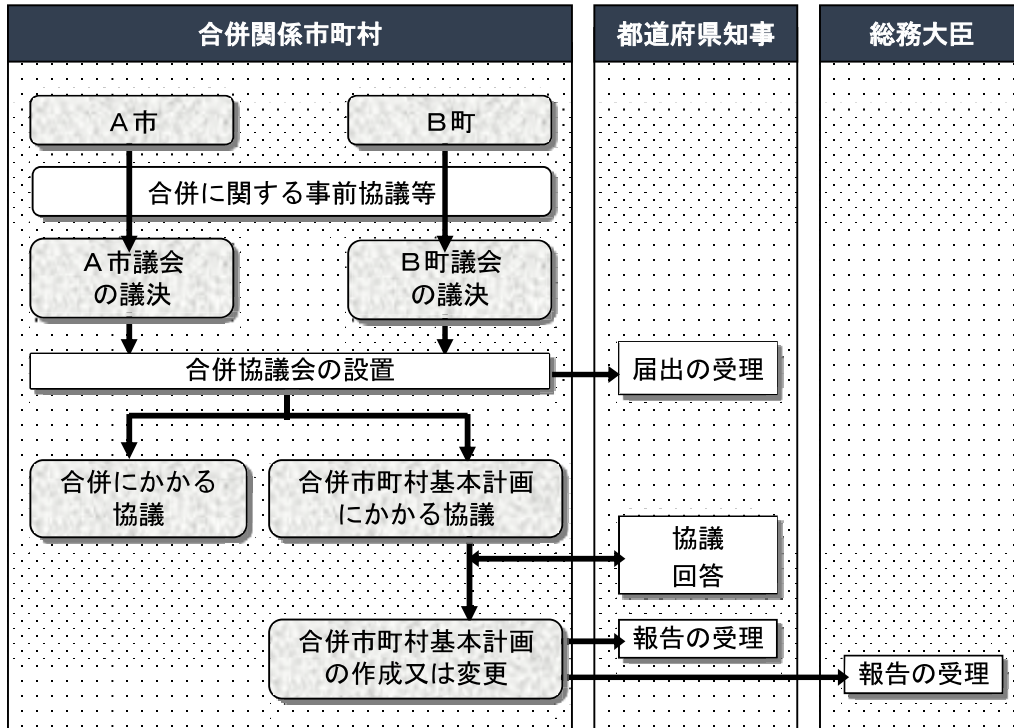 合併関係市町村
都道府県知事
総務大臣
Ａ市
Ｂ町
合併に関する事前協議等
Ａ市議会
の議決
Ｂ町議会
の議決
合併協議会の設置
届出の受理
合併にかかる
協議
合併市町村基本計画
にかかる協議
協議
回答
合併市町村基本計画
の作成又は変更
報告の受理
報告の受理